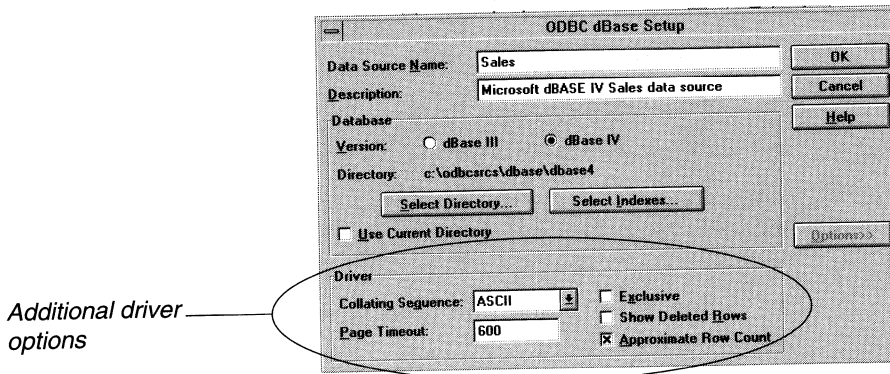 ODBC dBase Setup
Data Source Name: Sales
OK
Description: Microsoft dBASE IV Sales data source
Cancel
Database
Help
Version: dBase III dBase IV
Directory: c:\odbcsrcs\dbase\dbase4
Select Directory... Select Indexes...
Use Current Directory
Options>>
Driver
Collating Sequence: ASCII
Exclusive
Show Deleted Rows
Page Timeout: 600
Approximate Row Count
Additional driver
options